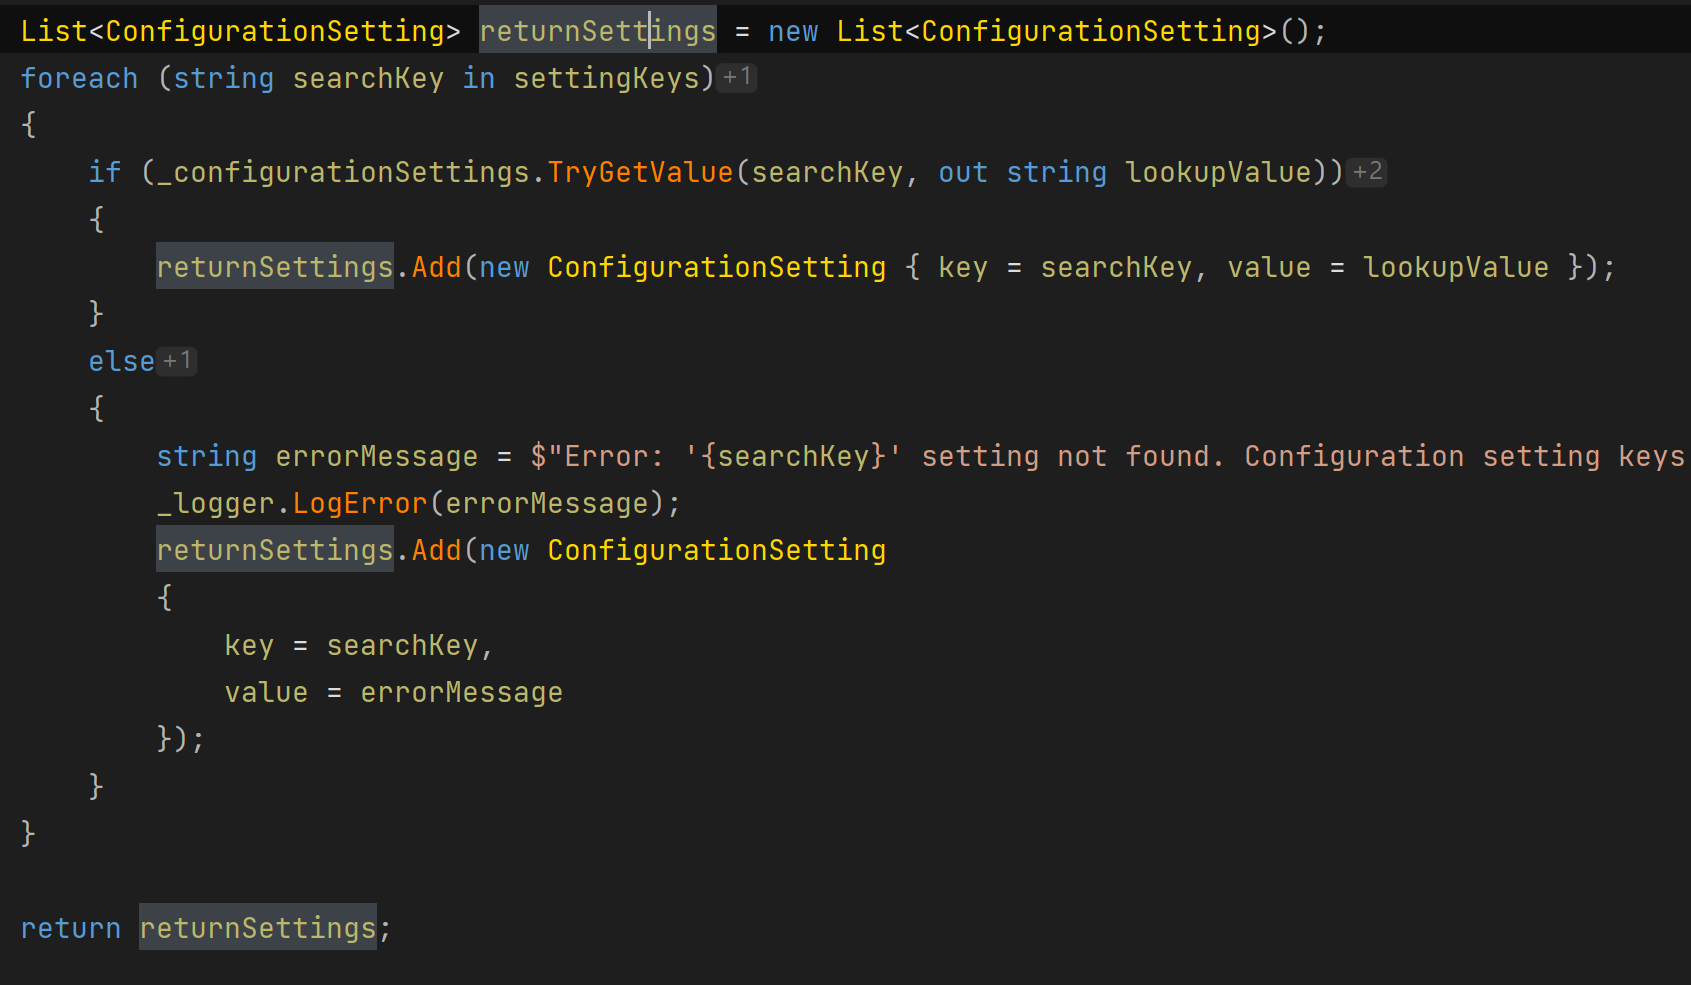 List<ConfigurationSetting> returnSettings = new List<ConfigurationSetting>();
foreach (string searchKey in settingKeys) +1
{
if (_configurationSettings.TryGetValue(searchKey, out string lookupValue)) +2
{
returnSettings.Add(new ConfigurationSetting { key = searchKey, value = lookupValue });
}
else +1
{
string errorMessage = $"Error: '{searchKey}' setting not found. Configuration setting keys
_logger.LogError(errorMessage);
returnSettings.Add(new ConfigurationSetting
{
key = searchKey,
value = errorMessage
});
}
}
return returnSettings;